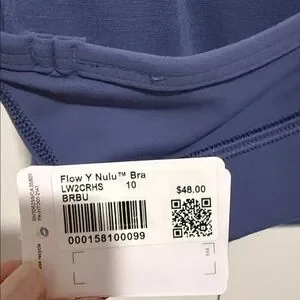 Flow Y Nulu™ Bra
LW2CRHS 10 $48.00
BRBU
000158100099